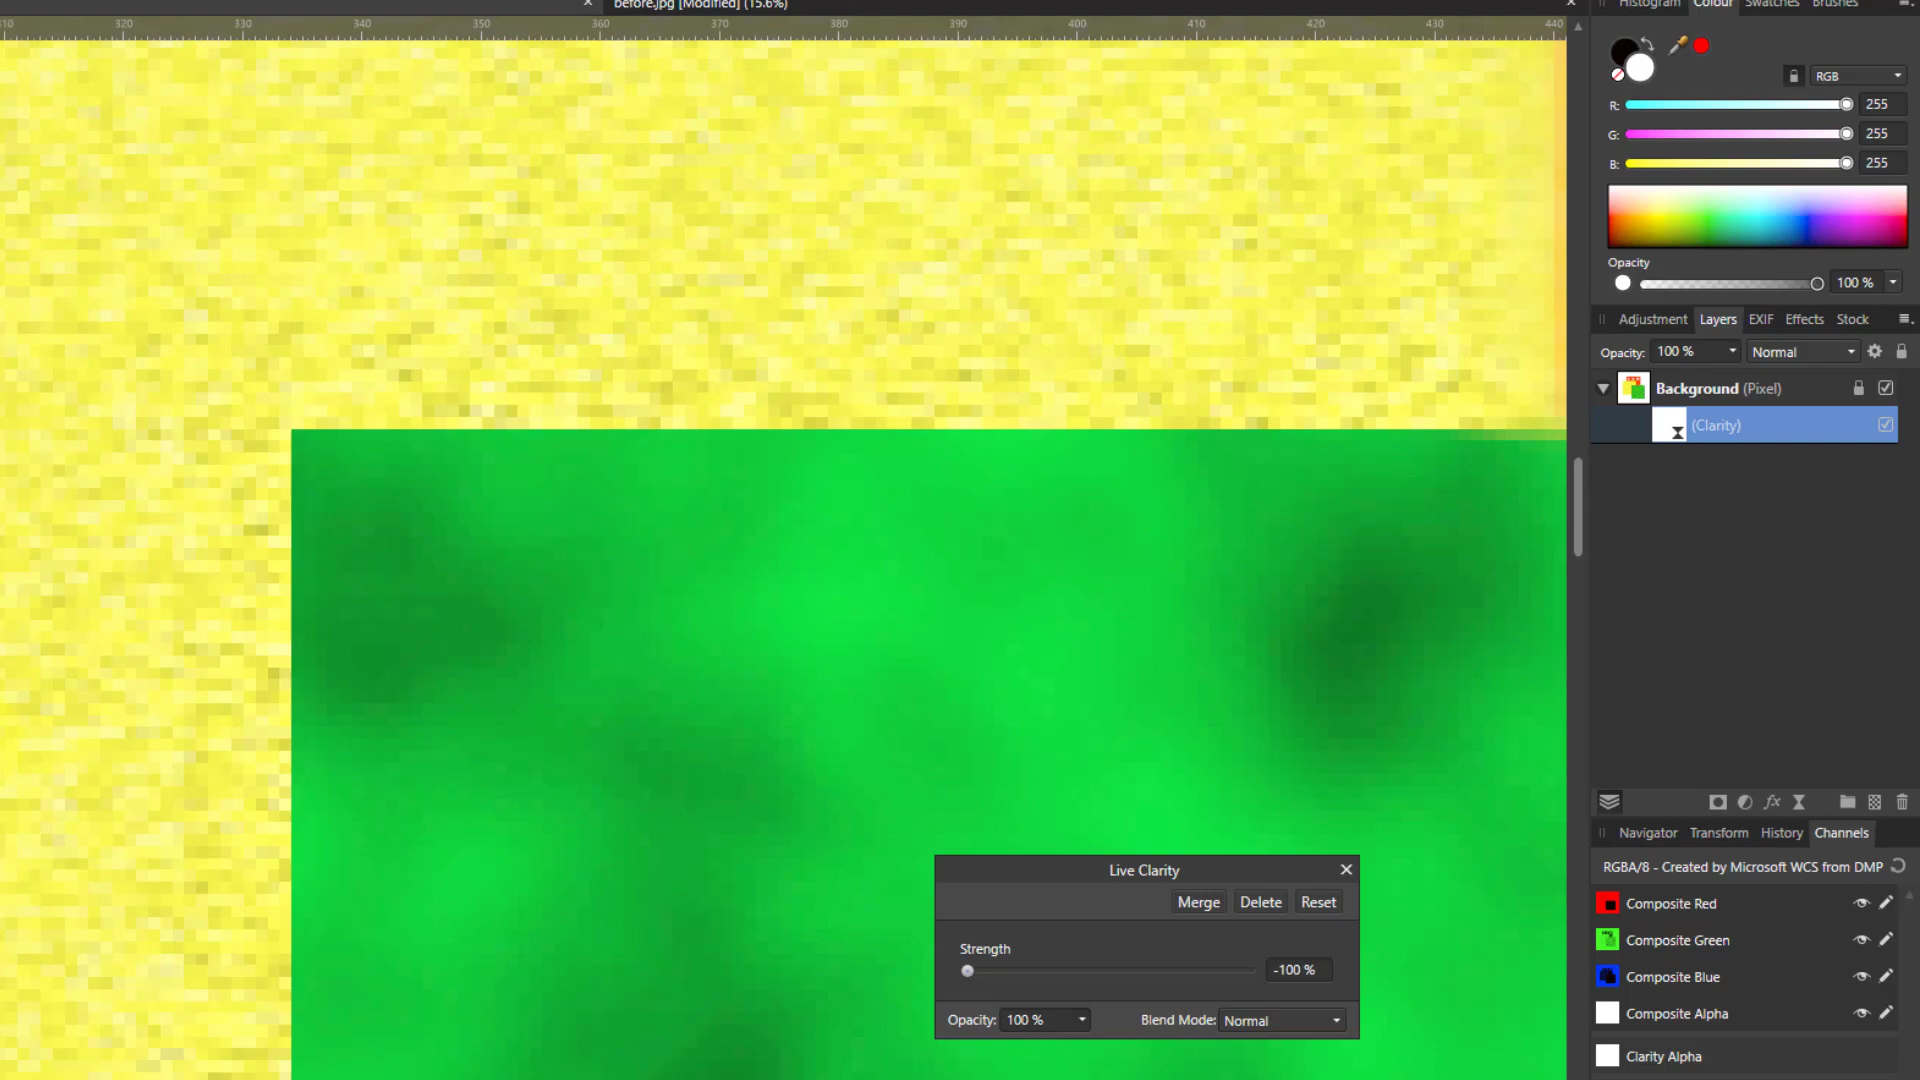 before.jpg [Modified] (15.6%)
Histogram Colour Swatches Brushes
310 320 330 340 350 360 370 380 390 400 410 420 430 440
RGB
R: 255
G: 255
B: 255
Opacity
100 %
Adjustment Layers EXIF Effects Stock
Opacity: 100 % Normal
Background (Pixel)
(Clarity)
fx
Navigator Transform History Channels
RGBA/8 - Created by Microsoft WCS from DMP
Composite Red
Composite Green
Composite Blue
Composite Alpha
Clarity Alpha
Live Clarity
Merge Delete Reset
Strength
-100 %
Opacity: 100 % Blend Mode: Normal